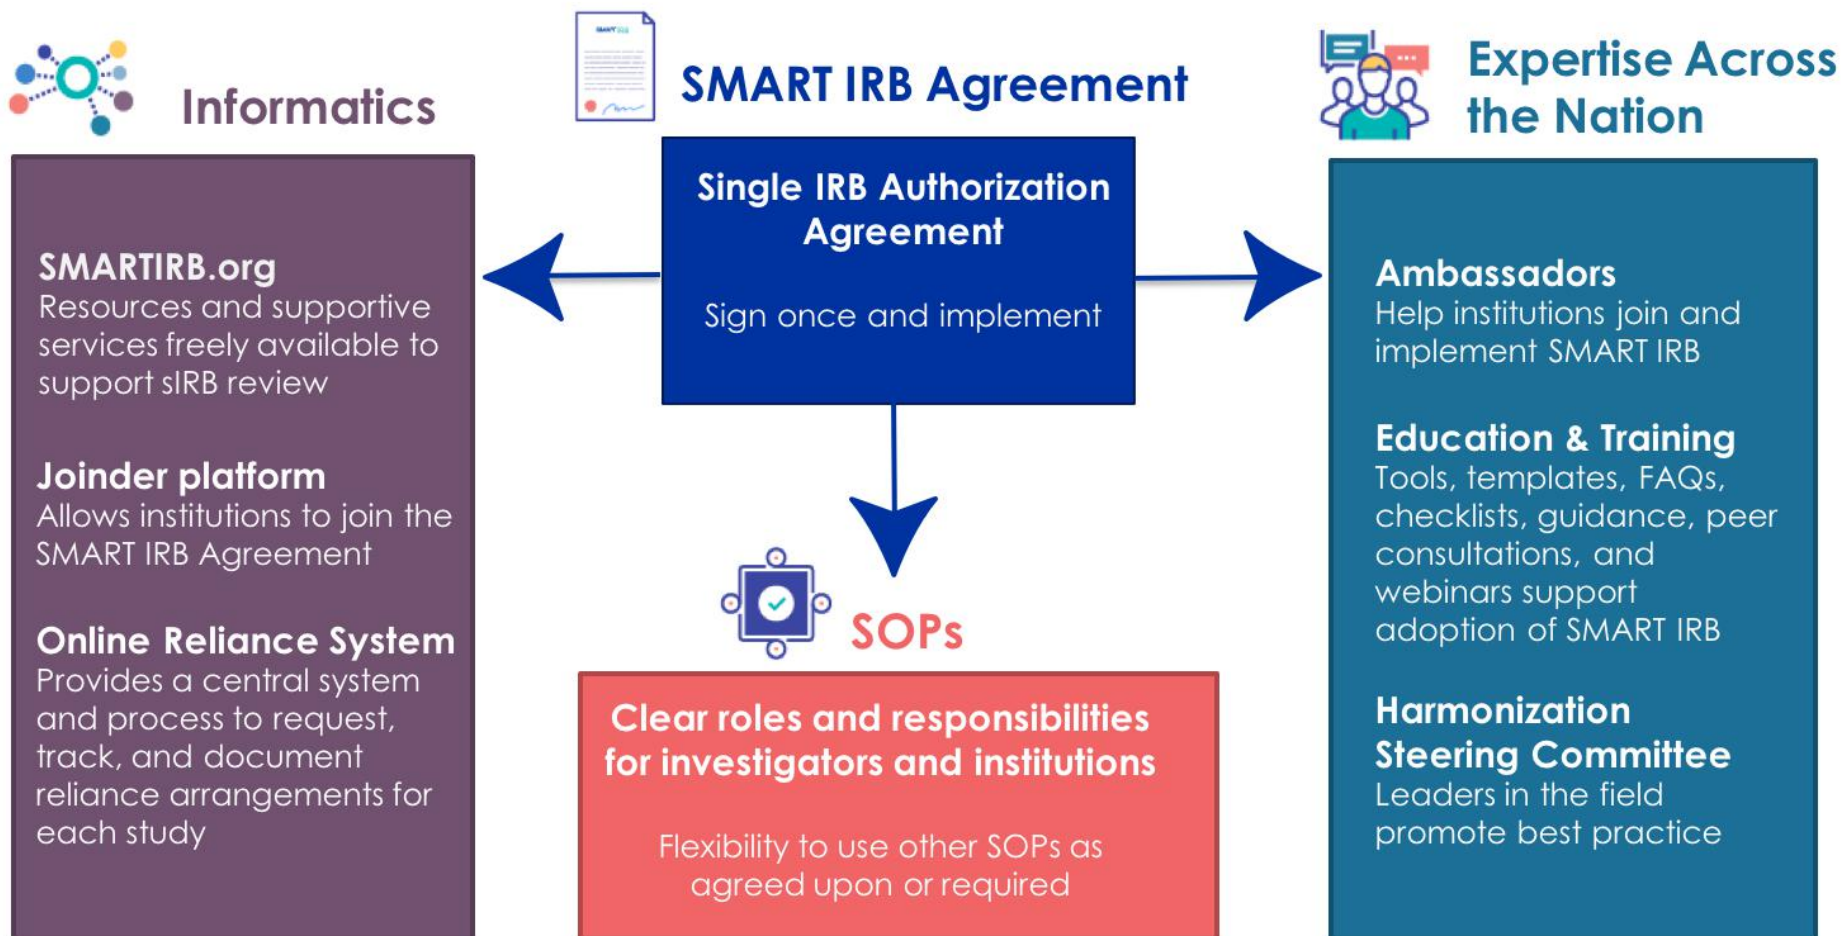 Informatics
SMARTIRB.org
Resources and supportive
services freely available to
support sIRB review
Joinder platform
Allows institutions to join the
SMART IRB Agreement
Online Reliance System
Provides a central system
and process to request,
track, and document
reliance arrangements for
each study
SMART IRB
SMART IRB Agreement
Single IRB Authorization
Agreement
Sign once and implement
SOPs
Clear roles and responsibilities
for investigators and institutions
Flexibility to use other SOPs as
agreed upon or required
Expertise Across
the Nation
Ambassadors
Help institutions join and
implement SMART IRB
Education & Training
Tools, templates, FAQs,
checklists, guidance, peer
consultations, and
webinars support
adoption of SMART IRB
Harmonization
Steering Committee
Leaders in the field
promote best practice